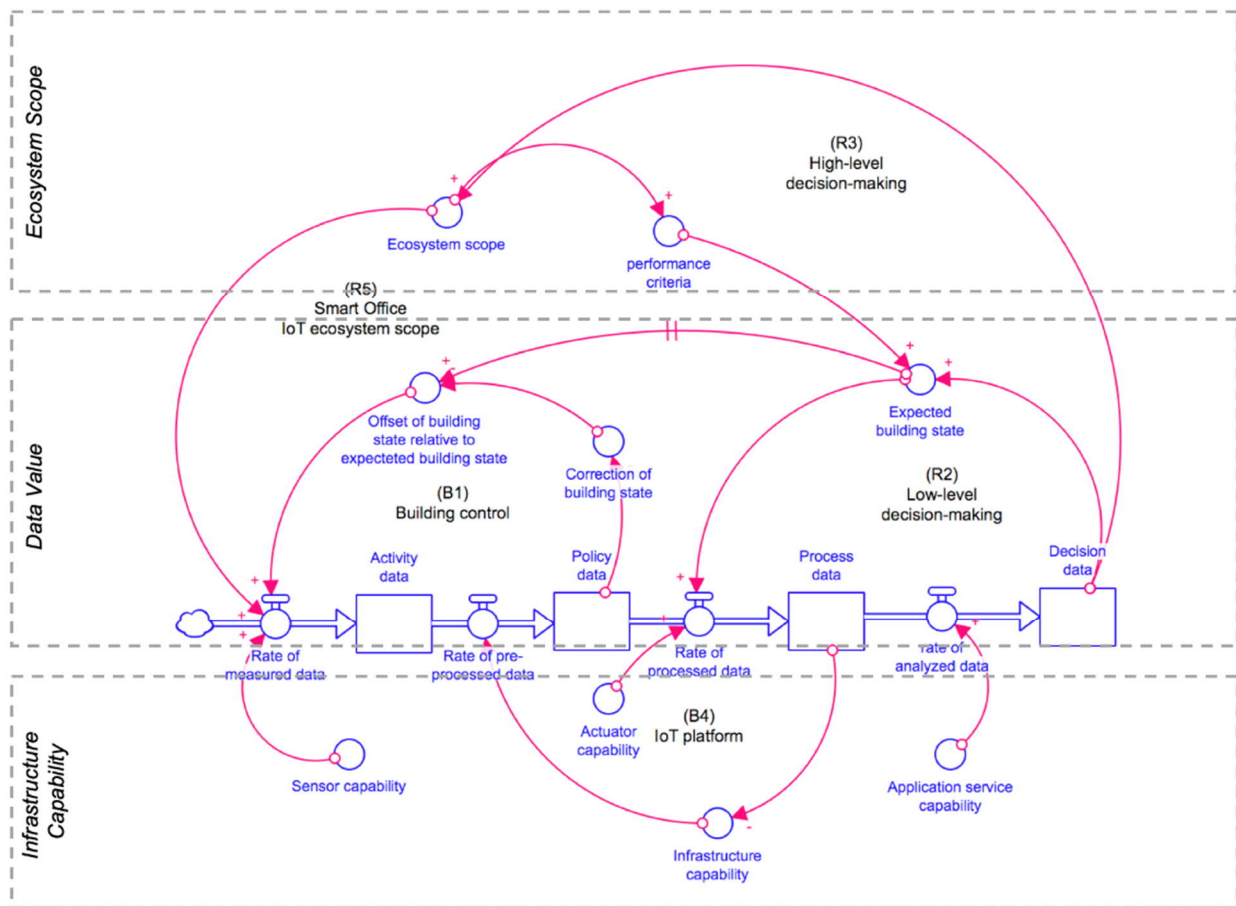 Ecosystem Scope
(R3)
High-level
decision-making
+
+
Ecosystem scope
performance
criteria
(R5)
Smart Office
IoT ecosystem scope
Data Value
+
-
+
+
Offset of building
state relative to
expecteted building state
Expected
building state
Correction of
building state
(B1)
Building control
(R2)
Low-level
decision-making
Activity
data
Policy
data
Process
data
Decision
data
+
+
+
+
+
+
Rate of
measured data
Rate of pre-
processed data
Rate of
processed data
rate of
analyzed data
Infrastructure
Capability
Actuator
capability
(B4)
IoT platform
Sensor capability
Application service
capability
-
Infrastructure
capability